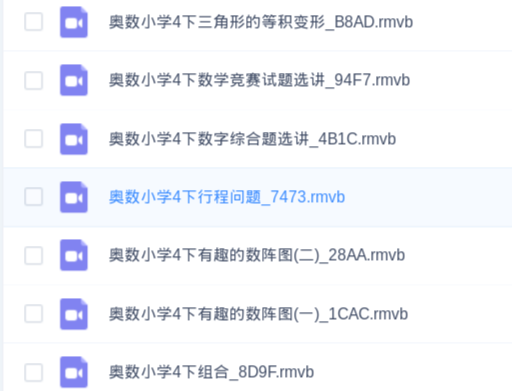 奥数小学4下三角形的等积变形_B8AD.rmvb
奥数小学4下数学竞赛试题选讲_94F7.rmvb
奥数小学4下数字综合题选讲_4B1C.rmvb
奥数小学4下行程问题_7473.rmvb
奥数小学4下有趣的数阵图(二)_28AA.rmvb
奥数小学4下有趣的数阵图(一)_1CAC.rmvb
奥数小学4下组合_8D9F.rmvb